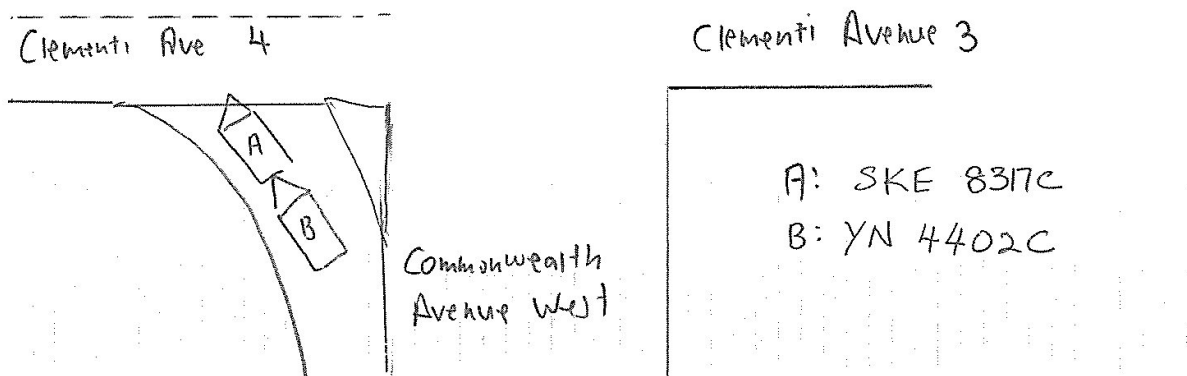 Clementi Ave 4
Clementi Avenue 3
A
B
A: SKE 8317C
B: YN 4402C
Commonwealth
Avenue West